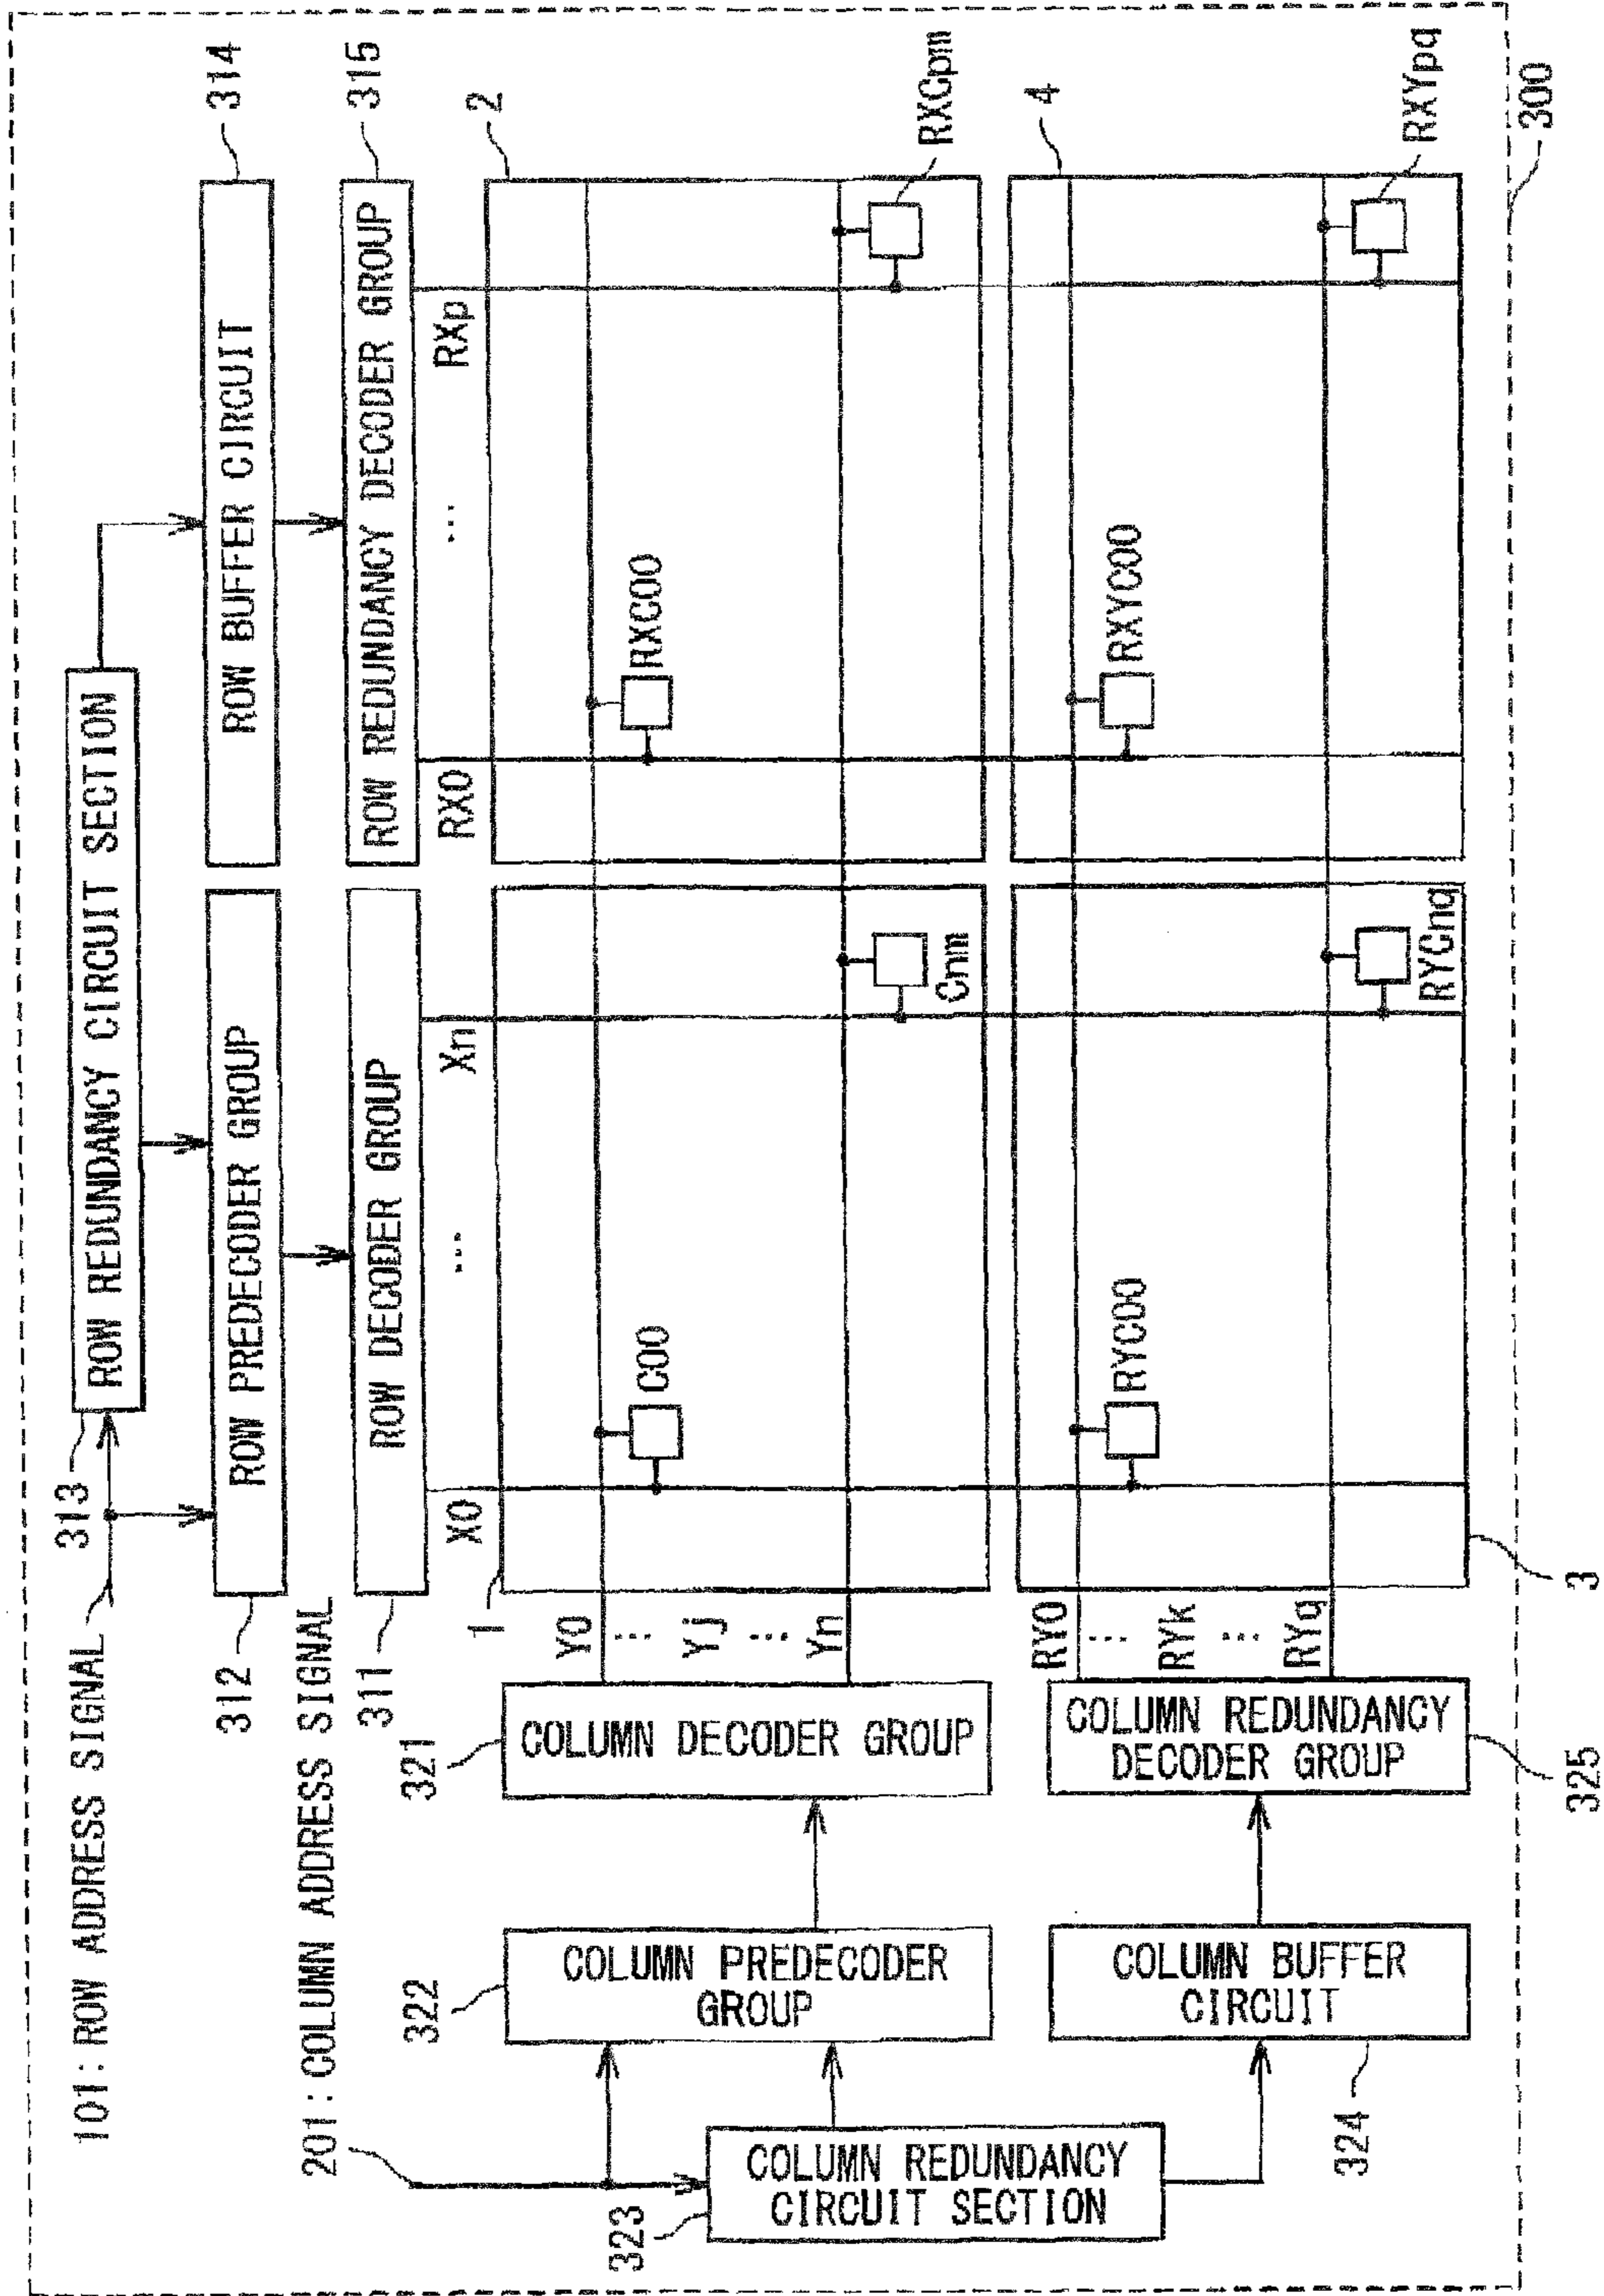 101: ROW ADDRESS SIGNAL
313
ROW REDUNDANCY CIRCUIT SECTION
312
ROW PREDECODER GROUP
ROW BUFFER CIRCUIT
314
201: COLUMN ADDRESS SIGNAL
311
ROW DECODER GROUP
ROW REDUNDANCY DECODER GROUP
315
X0
...
Xn
RX0
...
RXp
1
2
323
COLUMN REDUNDANCY
CIRCUIT SECTION
322
COLUMN PREDECODER
GROUP
321
COLUMN DECODER GROUP
Y0
...
Yj
...
Yn
C00
Cnm
RXC00
RXCpm
324
COLUMN BUFFER
CIRCUIT
325
COLUMN REDUNDANCY
DECODER GROUP
RY0
...
RYk
...
RYq
RYC00
RYCnq
RXYC00
RXYpq
3
4
300